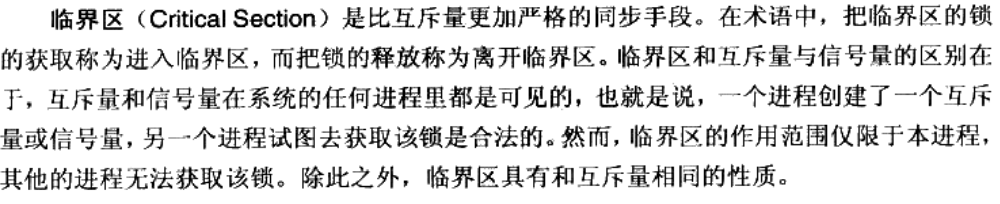 临界区（Critical Section）是比互斥量更加严格的同步手段。在术语中，把临界区的锁
的获取称为进入临界区，而把锁的释放称为离开临界区。临界区和互斥量与信号量的区别在
于，互斥量和信号量在系统的任何进程里都是可见的，也就是说，一个进程创建了一个互斥
量或信号量，另一个进程试图去获取该锁是合法的。然而，临界区的作用范围仅限于本进程，
其他的进程无法获取该锁。除此之外，临界区具有和互斥量相同的性质。